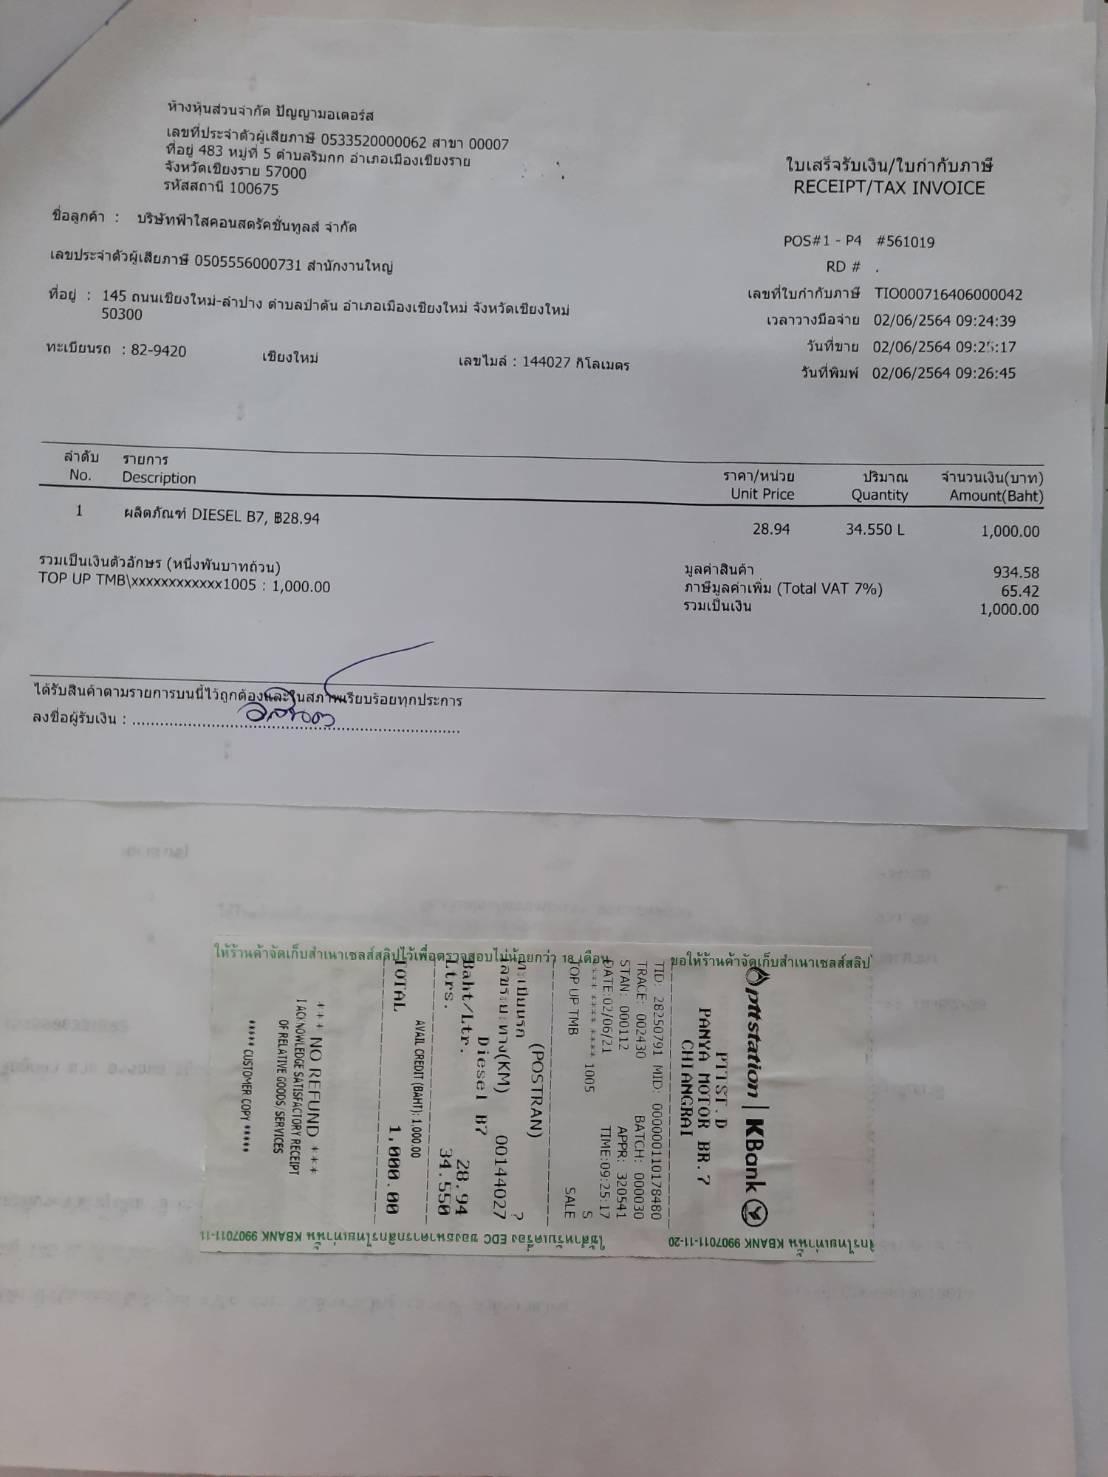 ห้างหุ้นส่วนจำกัด ปัญญามอเตอร์ส
เลขที่ประจำตัวผู้เสียภาษี 0533520000062 สาขา 00007
ที่อยู่ 483 หมู่ที่ 5 ตำบลริมกก อำเภอเมืองเชียงราย
จังหวัดเชียงราย 57000
รหัสสถานี 100675
ใบเสร็จรับเงิน/ใบกำกับภาษี
RECEIPT/TAX INVOICE
ชื่อลูกค้า : บริษัทฟ้าใสคอนสตรัคชั่นทูลส์ จำกัด
POS#1 - P4 #561019
เลขประจำตัวผู้เสียภาษี 0505556000731 สำนักงานใหญ่
RD # .
ที่อยู่ : 145 ถนนเชียงใหม่-ลำปาง ตำบลป่าตัน อำเภอเมืองเชียงใหม่ จังหวัดเชียงใหม่
50300
เลขที่ใบกำกับภาษี TIO000716406000042
เวลาวางมือจ่าย 02/06/2564 09:24:39
ทะเบียนรถ : 82-9420 เชียงใหม่ เลขไมล์ : 144027 กิโลเมตร
วันที่ขาย 02/06/2564 09:25:17
วันที่พิมพ์ 02/06/2564 09:26:45
ลำดับ รายการ ราคา/หน่วย ปริมาณ จำนวนเงิน(บาท)
No. Description Unit Price Quantity Amount(Baht)
1 ผลิตภัณฑ์ DIESEL B7, ฿28.94 28.94 34.550 L 1,000.00
รวมเป็นเงินตัวอักษร (หนึ่งพันบาทถ้วน)
TOP UP TMB\xxxxxxxxxxxx1005 : 1,000.00
มูลค่าสินค้า 934.58
ภาษีมูลค่าเพิ่ม (Total VAT 7%) 65.42
รวมเป็นเงิน 1,000.00
ได้รับสินค้าตามรายการบนนี้ไว้ถูกต้องและในสภาพเรียบร้อยทุกประการ
ลงชื่อผู้รับเงิน :
ให้ร้านค้าจัดเก็บสำเนาเซลส์สลิปไว้เพื่อตรวจสอบไม่น้อยกว่า 18 เดือน
ขอให้ร้านค้าจัดเก็บสำเนาเซลส์สลิป
pttstation | KBank
PTTST.D
PANYA MOTOR BR.7
CHIANGRAI
TID: 28250791 MID: 000000110178480
TRACE: 002430 BATCH: 000030
STAN: 000112 APPR: 320541
DATE:02/06/21 TIME:09:25:17
**** **** **** 1005 S
TOP UP TMB SALE
(POSTRAN)
ทะเบียนรถ ?
เลขระยะทาง(KM) 00144027
Diesel B7
Baht/Ltr. 28.94
Ltrs. 34.550
AVAIL CREDIT (BAHT): 1,000.00
TOTAL 1,000.00
*** NO REFUND ***
I ACKNOWLEDGE SATISFACTORY RECEIPT
OF RELATIVE GOODS/ SERVICES
***** CUSTOMER COPY *****
ใช้สำหรับเครื่อง EDC ของธนาคารกสิกรไทยเท่านั้น KBANK 9907011-11
กสิกรไทยเท่านั้น KBANK 9907011-11-20